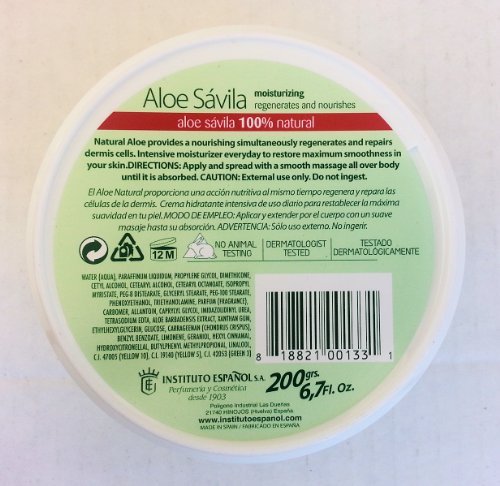 Aloe Sávila moisturizing
regenerates and nourishes
aloe sávila 100% natural
Natural Aloe provides a nourishing simultaneously regenerates and repairs
dermis cells. Intensive moisturizer everyday to restore maximum smoothness in
your skin.DIRECTIONS: Apply and spread with a smooth massage all over body
until it is absorbed. CAUTION: External use only. Do not ingest.
El Aloe Natural proporciona una acción nutritiva al mismo tiempo regenera y repara las
células de la dermis. Crema hidratante intensiva de uso diario para restablecer la máxima
suavidad en tu piel. MODO DE EMPLEO: Aplicar y extender por el cuerpo con un suave
masaje hasta su absorción. ADVERTENCIA: Sólo uso externo. No ingerir.
12 M
NO ANIMAL
TESTING
DERMATOLOGIST
TESTED
TESTADO
DERMATOLÓGICAMENTE
WATER [AQUA], PARAFFINUM LIQUIDUM, PROPYLENE GLYCOL, DIMETHICONE,
CETYL ALCOHOL, CETEARYL ALCOHOL, CETEARYL OCTANOATE, ISOPROPYL
MYRISTATE, PEG-8 DISTEARATE, GLYCERYL STEARATE, PEG-100 STEARATE,
PHENOXYETHANOL, TRIETHANOLAMINE, PARFUM (FRAGRANCE),
CARBOMER, ALLANTOIN, CAPRYLYL GLYCOL, IMIDAZOLIDINYL UREA,
TETRASODIUM EDTA, ALOE BARBADENSIS EXTRACT, XANTHAN GUM,
ETHYLHEXYLGLYCERIN, GLUCOSE, CARRAGEENAN (CHONDRUS CRISPUS),
BENZYL BENZOATE, LIMONENE, GERANIOL, HEXYL CINNAMAL,
HYDROXYCITRONELLAL, BUTYLPHENYL METHYLPROPIONAL, LINALOOL,
C.I. 47005 [YELLOW 10], C.I. 19140 [YELLOW 5], C.I. 42053 [GREEN 3]
8 18821 00133 1
INSTITUTO ESPAÑOL S.A.
Perfumería y Cosmética
desde 1903
200 grs.
6,7 Fl. Oz.
Polígono Industrial Las Dueñas
21740 HINOJOS (Huelva) España
www.institutoespanol.com
MADE IN SPAIN / FABRICADO EN ESPAÑA